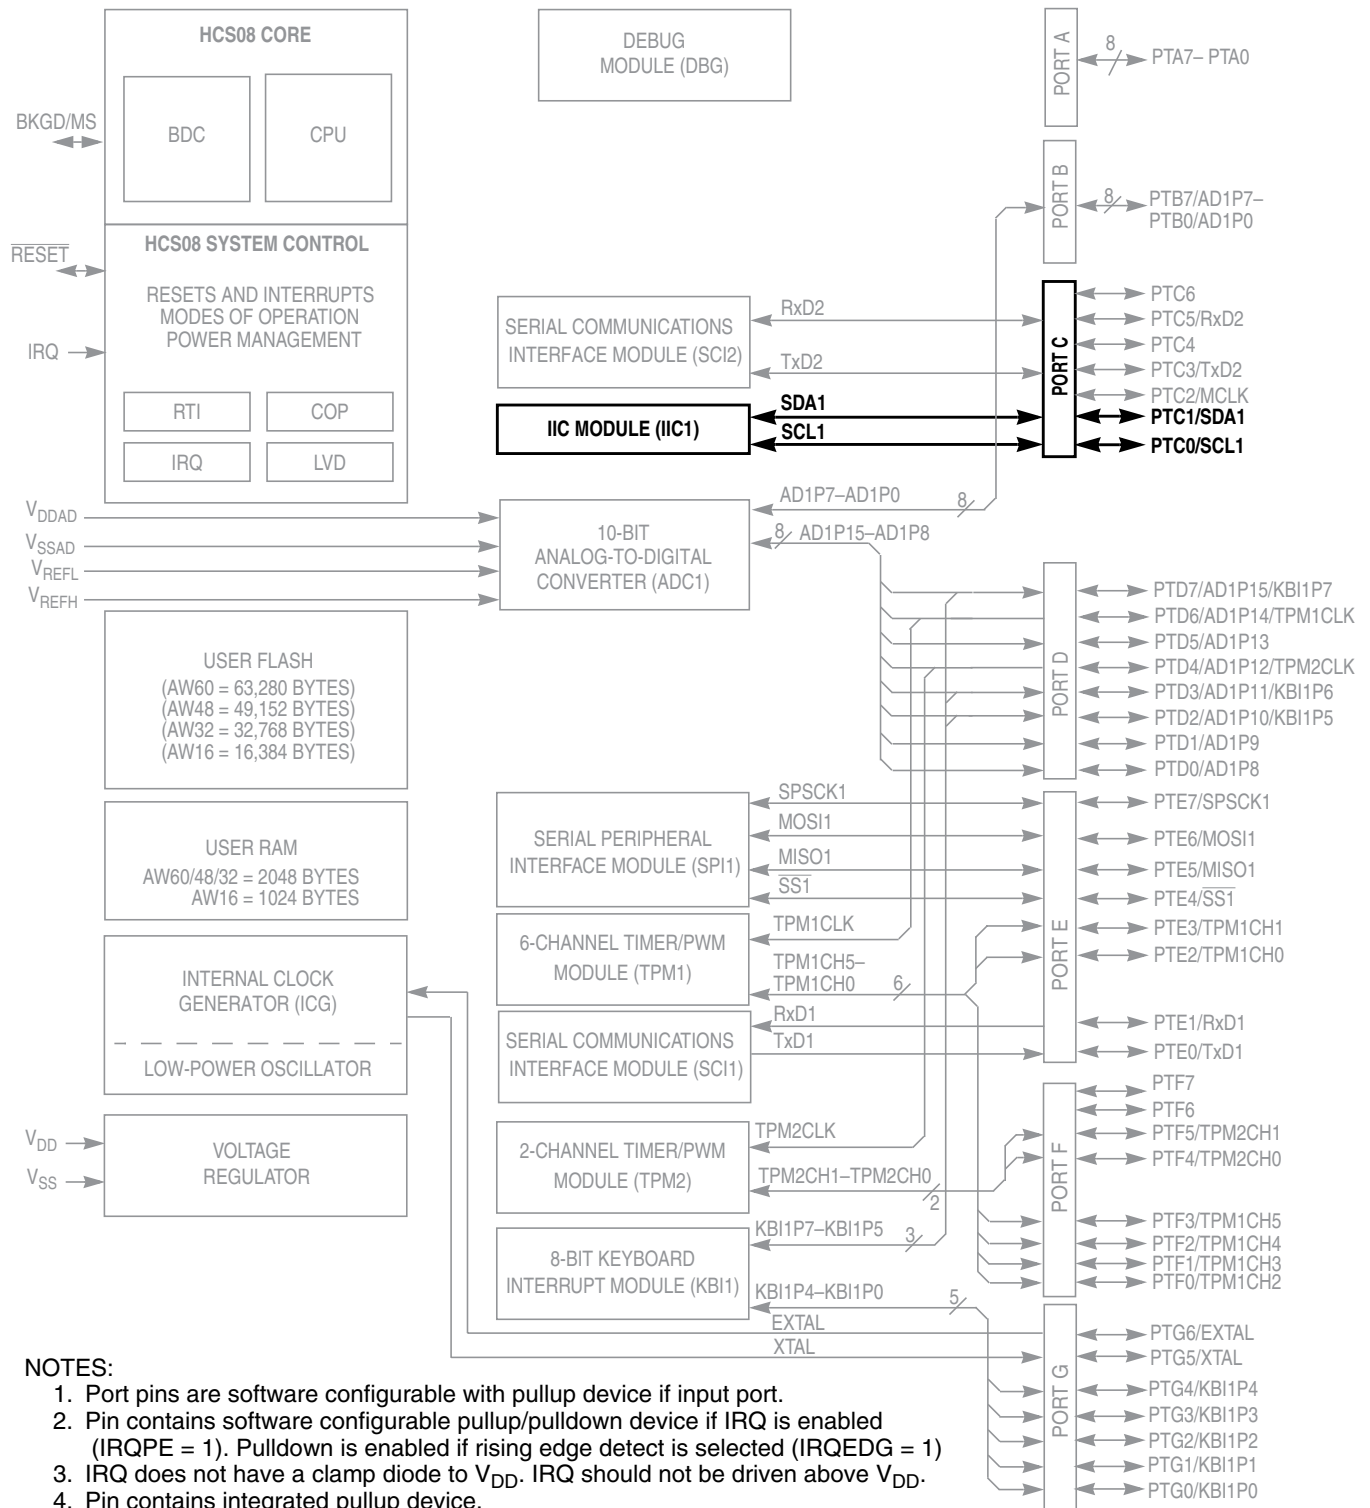 HCS08 CORE
BDC
CPU
BKGD/MS
HCS08 SYSTEM CONTROL
RESET
RESETS AND INTERRUPTS
MODES OF OPERATION
POWER MANAGEMENT
IRQ
RTI
COP
IRQ
LVD
VDDAD
VSSAD
VREFL
VREFH
USER FLASH
(AW60 = 63,280 BYTES)
(AW48 = 49,152 BYTES)
(AW32 = 32,768 BYTES)
(AW16 = 16,384 BYTES)
USER RAM
AW60/48/32 = 2048 BYTES
AW16 = 1024 BYTES
INTERNAL CLOCK
GENERATOR (ICG)
LOW-POWER OSCILLATOR
VDD
VSS
VOLTAGE
REGULATOR
DEBUG
MODULE (DBG)
SERIAL COMMUNICATIONS
INTERFACE MODULE (SCI2)
RxD2
TxD2
IIC MODULE (IIC1)
SDA1
SCL1
10-BIT
ANALOG-TO-DIGITAL
CONVERTER (ADC1)
AD1P7–AD1P0
8
8
AD1P15–AD1P8
SERIAL PERIPHERAL
INTERFACE MODULE (SPI1)
SPSCK1
MOSI1
MISO1
SS1
6-CHANNEL TIMER/PWM
MODULE (TPM1)
TPM1CLK
TPM1CH5–
TPM1CH0
6
SERIAL COMMUNICATIONS
INTERFACE MODULE (SCI1)
RxD1
TxD1
2-CHANNEL TIMER/PWM
MODULE (TPM2)
TPM2CLK
TPM2CH1–TPM2CH0
2
8-BIT KEYBOARD
INTERRUPT MODULE (KBI1)
KBI1P7–KBI1P5
3
KBI1P4–KBI1P0
5
EXTAL
XTAL
PORT A
8
PTA7– PTA0
PORT B
8
PTB7/AD1P7–
PTB0/AD1P0
PORT C
PTC6
PTC5/RxD2
PTC4
PTC3/TxD2
PTC2/MCLK
PTC1/SDA1
PTC0/SCL1
PORT D
PTD7/AD1P15/KBI1P7
PTD6/AD1P14/TPM1CLK
PTD5/AD1P13
PTD4/AD1P12/TPM2CLK
PTD3/AD1P11/KBI1P6
PTD2/AD1P10/KBI1P5
PTD1/AD1P9
PTD0/AD1P8
PORT E
PTE7/SPSCK1
PTE6/MOSI1
PTE5/MISO1
PTE4/SS1
PTE3/TPM1CH1
PTE2/TPM1CH0
PTE1/RxD1
PTE0/TxD1
PORT F
PTF7
PTF6
PTF5/TPM2CH1
PTF4/TPM2CH0
PTF3/TPM1CH5
PTF2/TPM1CH4
PTF1/TPM1CH3
PTF0/TPM1CH2
PORT G
PTG6/EXTAL
PTG5/XTAL
PTG4/KBI1P4
PTG3/KBI1P3
PTG2/KBI1P2
PTG1/KBI1P1
PTG0/KBI1P0
NOTES:
1. Port pins are software configurable with pullup device if input port.
2. Pin contains software configurable pullup/pulldown device if IRQ is enabled
(IRQPE = 1). Pulldown is enabled if rising edge detect is selected (IRQEDG = 1)
3. IRQ does not have a clamp diode to VDD. IRQ should not be driven above VDD.
4. Pin contains integrated pullup device.